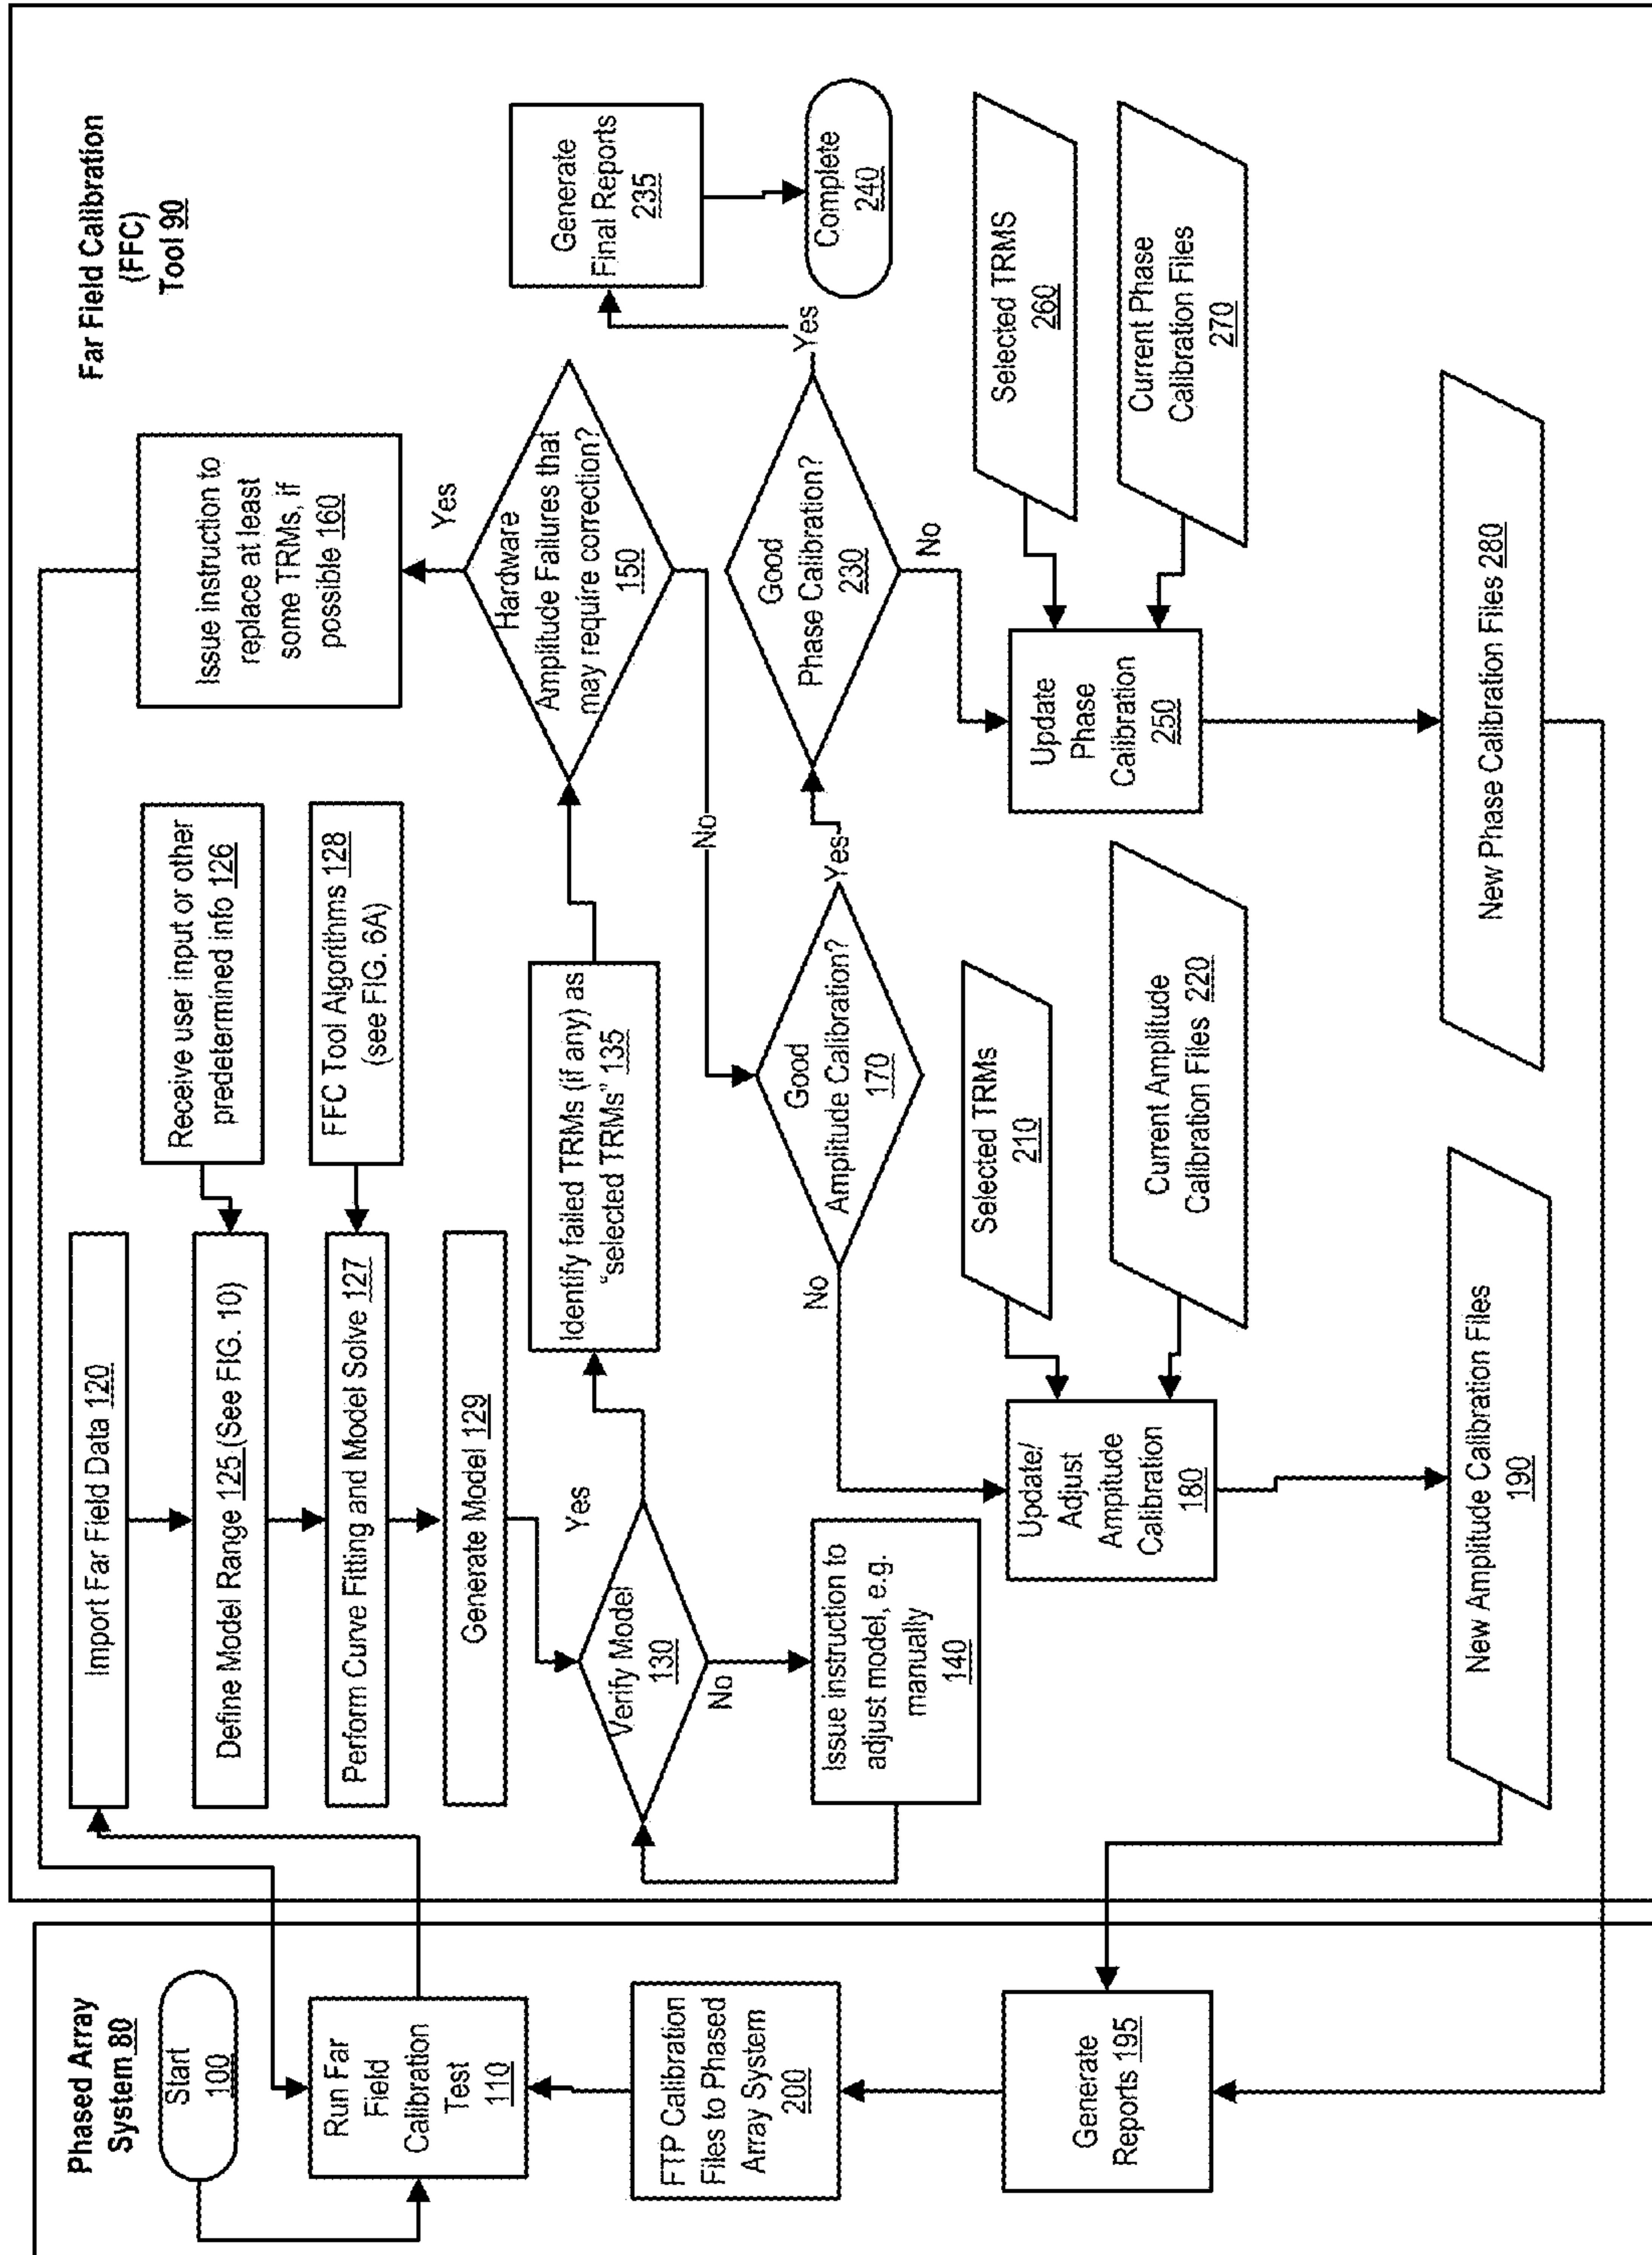 Phased Array
System 80
Start
100
Run Far
Field
Calibration
Test
110
FTP Calibration
Files to Phased
Array System
200
Generate
Reports 195
Far Field Calibration
(FFC)
Tool 90
Import Far Field Data 120
Define Model Range 125 (See FIG. 10)
Receive user input or other
predetermined info 126
Perform Curve Fitting and Model Solve 127
FFC Tool Algorithms 128
(see FIG. 6A)
Generate Model 129
Verify Model
130
Yes
No
Issue instruction to
adjust model, e.g.
manually
140
Identify failed TRMs (if any) as
“selected TRMs” 135
Hardware
Amplitude Failures that
may require correction?
150
Yes
No
Issue instruction to
replace at least
some TRMs, if
possible 160
Good
Amplitude Calibration?
170
No
Yes
Update/
Adjust
Ampitude
Calibration
180
Selected TRMs
210
Current Amplitude
Calibration Files 220
New Amplitude Calibration Files
190
Good
Phase Calibration?
230
Yes
No
Generate
Final Reports
235
Complete
240
Update
Phase
Calibration
250
Selected TRMS
260
Current Phase
Calibration Files
270
New Phase Calibration Files 280